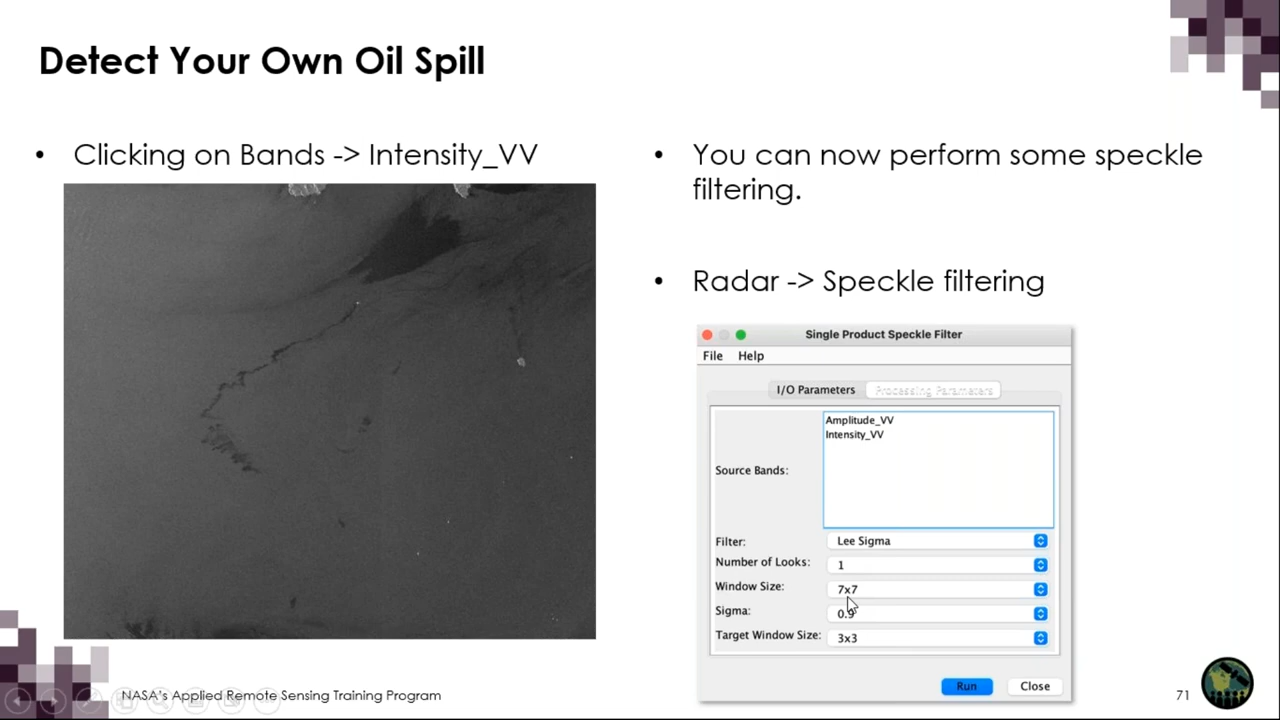 Detect Your Own Oil Spill
• Clicking on Bands -> Intensity_VV
• You can now perform some speckle
filtering.
• Radar -> Speckle filtering
Single Product Speckle Filter
File Help
I/O Parameters Processing Parameters
Source Bands:
Amplitude_VV
Intensity_VV
Filter: Lee Sigma
Number of Looks: 1
Window Size: 7x7
Sigma: 0.9
Target Window Size: 3x3
Run Close
NASA's Applied Remote Sensing Training Program
71